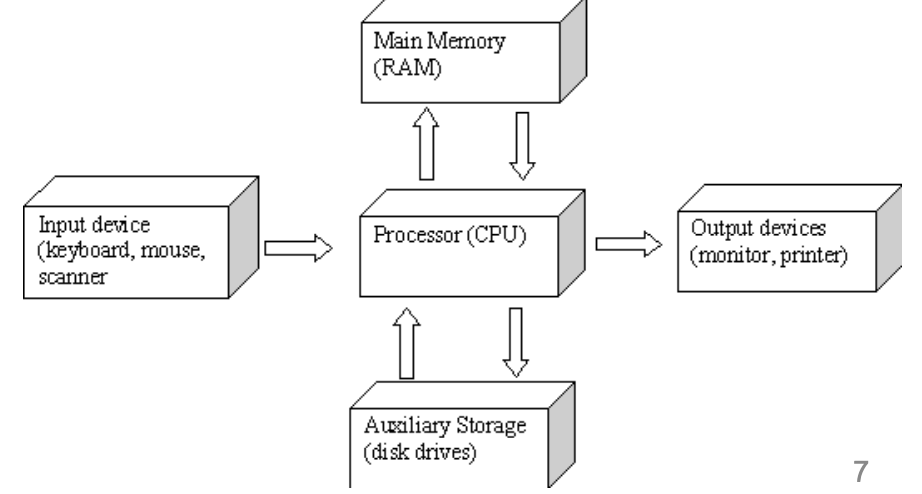 Main Memory
(RAM)
Input device
(keyboard, mouse,
scanner
Processor (CPU)
Output devices
(monitor, printer)
Auxiliary Storage
(disk drives)
7